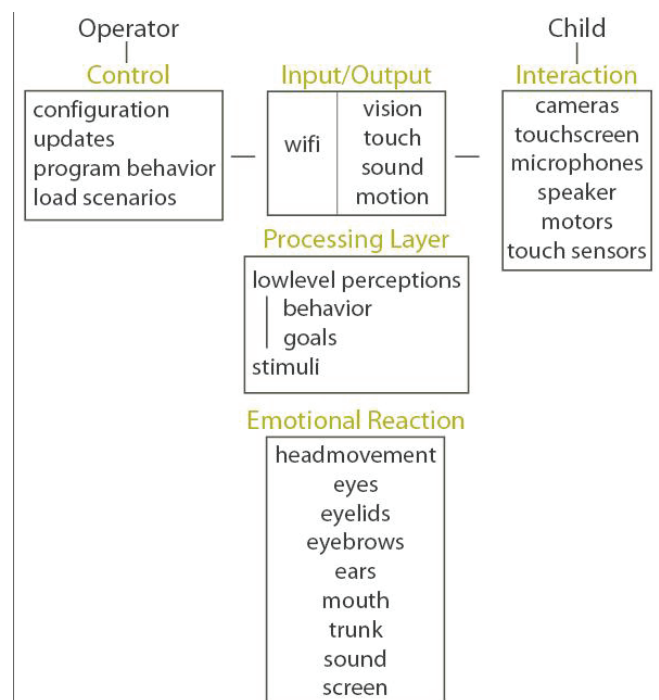 Operator
Control
configuration
updates
program behavior
load scenarios
Input/Output
wifi
vision
touch
sound
motion
Child
Interaction
cameras
touchscreen
microphones
speaker
motors
touch sensors
Processing Layer
lowlevel perceptions
behavior
goals
stimuli
Emotional Reaction
headmovement
eyes
eyelids
eyebrows
ears
mouth
trunk
sound
screen